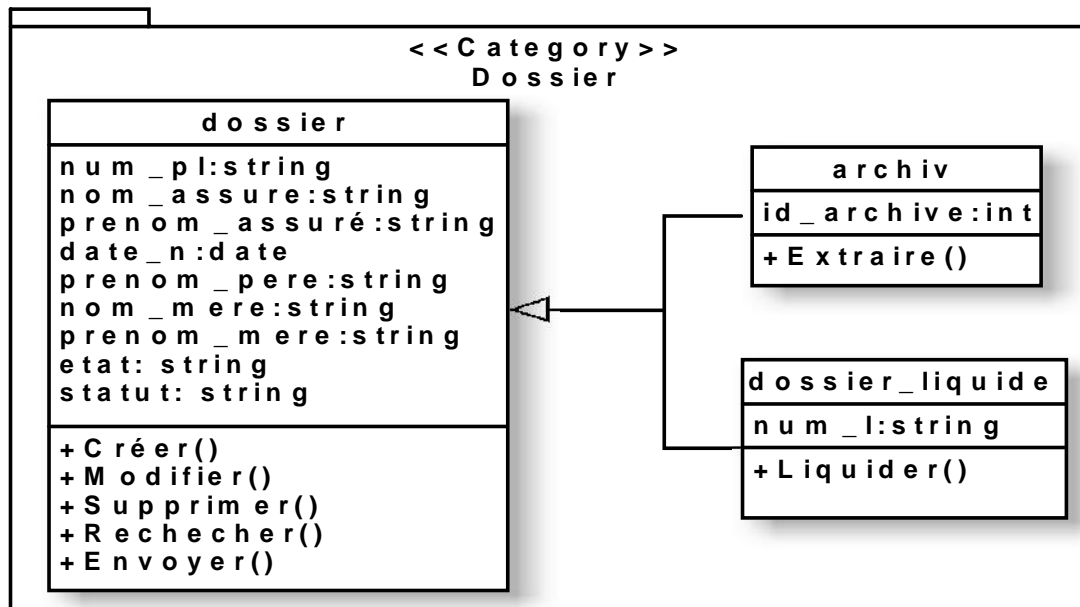 <<Category>>
Dossier
dossier
num_pl:string
nom_assure:string
prenom_assuré:string
date_n:date
prenom_pere:string
nom_mere:string
prenom_mere:string
etat: string
statut: string
+Créer()
+Modifier()
+Supprimer()
+Rechecher()
+Envoyer()
archiv
id_archive:int
+Extraire()
dossier_liquide
num_l:string
+Liquider()